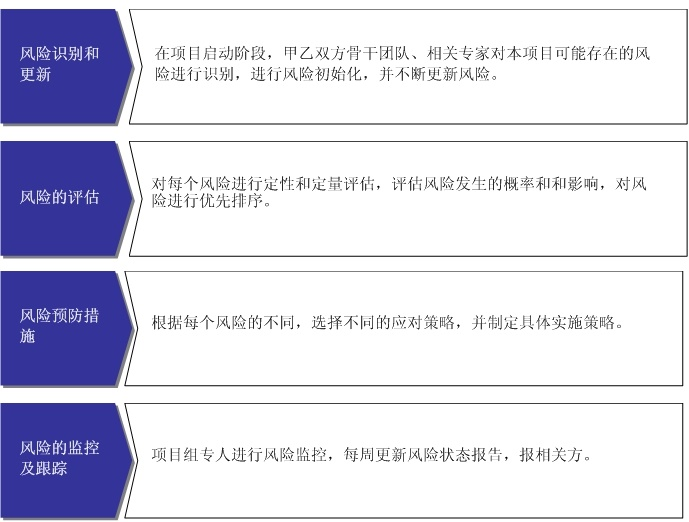 风险识别和
更新
在项目启动阶段，甲乙双方骨干团队、相关专家对本项目可能存在的风
险进行识别，进行风险初始化，并不断更新风险。
风险的评估
对每个风险进行定性和定量评估，评估风险发生的概率和和影响，对风
险进行优先排序。
风险预防措
施
根据每个风险的不同，选择不同的应对策略，并制定具体实施策略。
风险的监控
及跟踪
项目组专人进行风险监控，每周更新风险状态报告，报相关方。